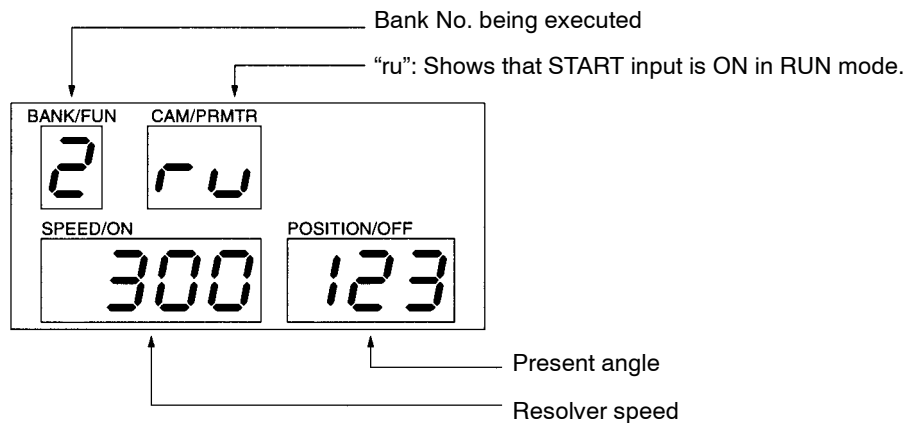 Bank No. being executed
“ru”: Shows that START input is ON in RUN mode.
BANK/FUN CAM/PRMTR
2 ru
SPEED/ON POSITION/OFF
300 123
Present angle
Resolver speed